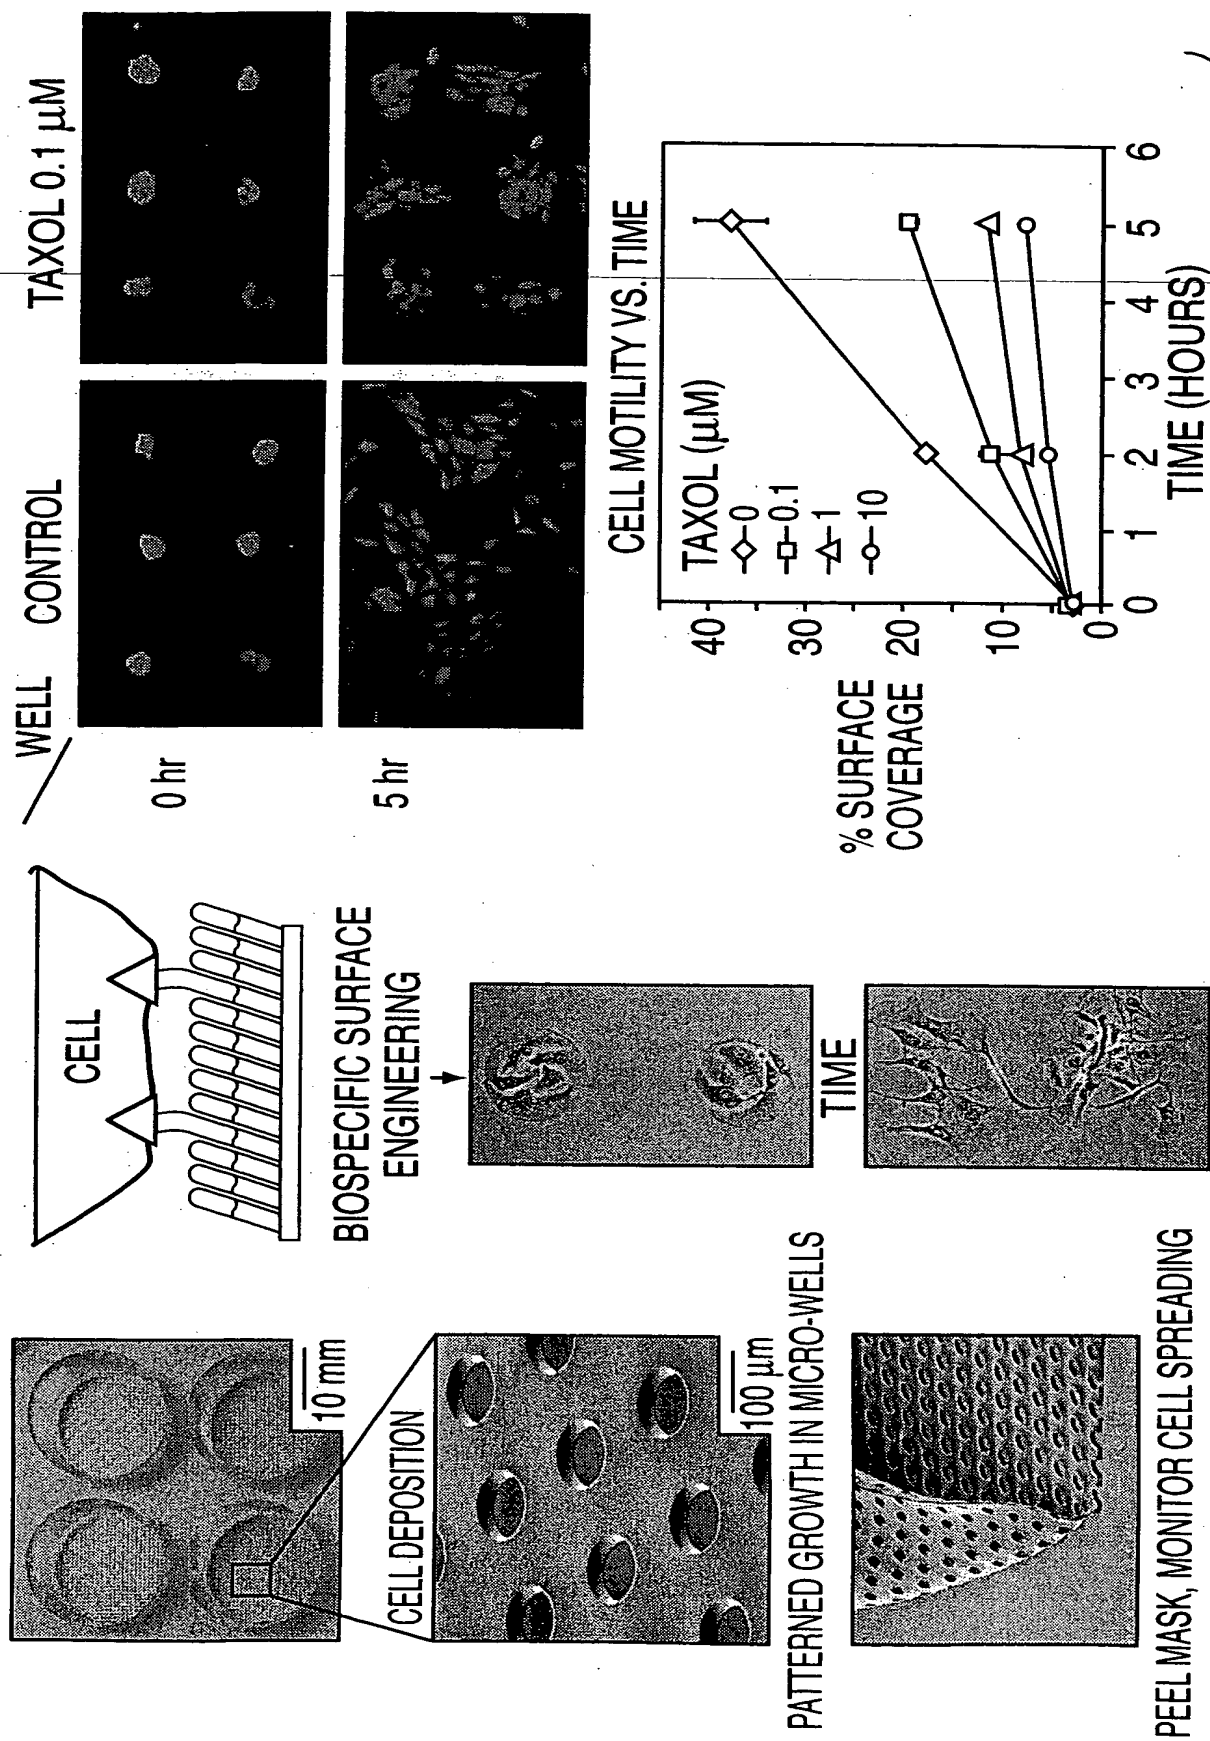 10 mm
CELL DEPOSITION
100 μm
PATTERNED GROWTH IN MICRO-WELLS
PEEL MASK, MONITOR CELL SPREADING
CELL
BIOSPECIFIC SURFACE
ENGINEERING
TIME
WELL
CONTROL
TAXOL 0.1 μM
0 hr
5 hr
CELL MOTILITY VS. TIME
TAXOL (μM)
0
0.1
1
10
% SURFACE
COVERAGE
40
30
20
10
0
0 1 2 3 4 5 6
TIME (HOURS)